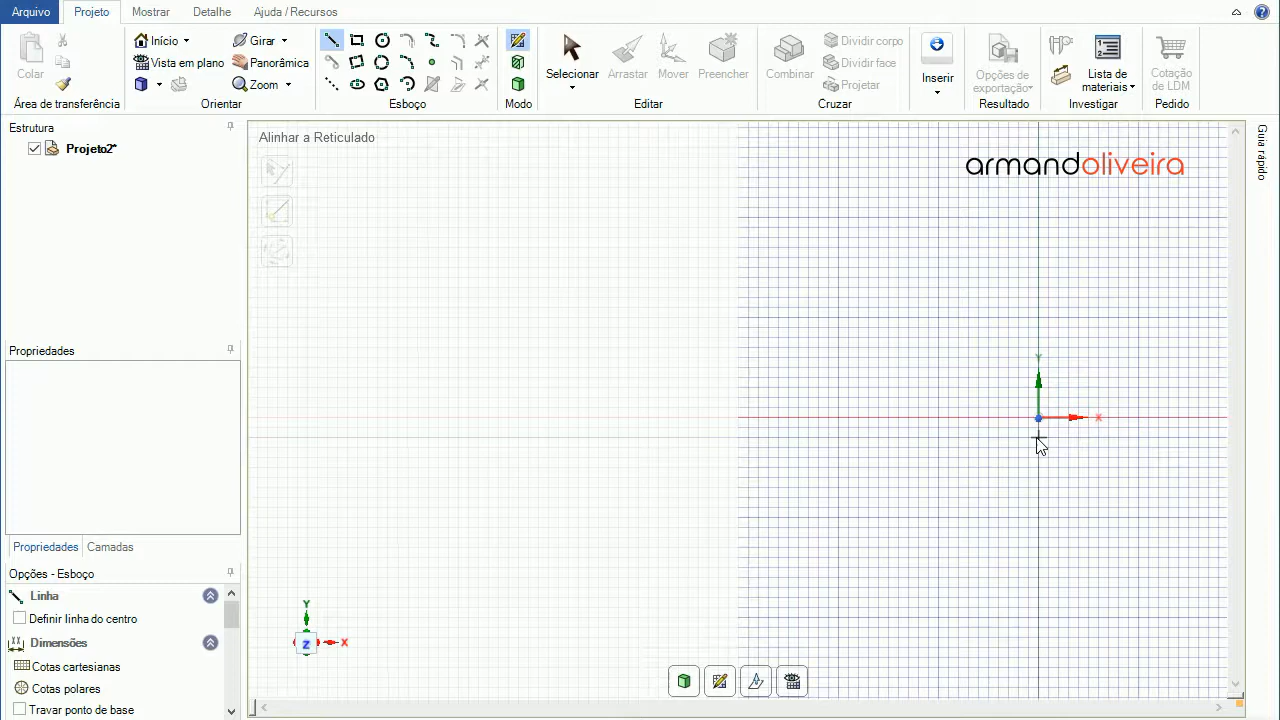 Arquivo Projeto Mostrar Detalhe Ajuda / Recursos
Colar
Área de transferência
Início Girar
Vista em plano Panorâmica
Zoom
Orientar
Esboço
Modo
Selecionar Arrastar Mover Preencher
Editar
Combinar
Dividir corpo
Dividir face
Projetar
Cruzar
Inserir
Opções de
exportação
Resultado
Lista de
materiais
Investigar
Cotação
de LDM
Pedido
Estrutura
Projeto2*
Alinhar a Reticulado
armandoliveira
Guia rápido
Propriedades
Y
X
Propriedades Camadas
Opções - Esboço
Linha
Definir linha do centro
Dimensões
Cotas cartesianas
Cotas polares
Travar ponto de base
Y
Z X